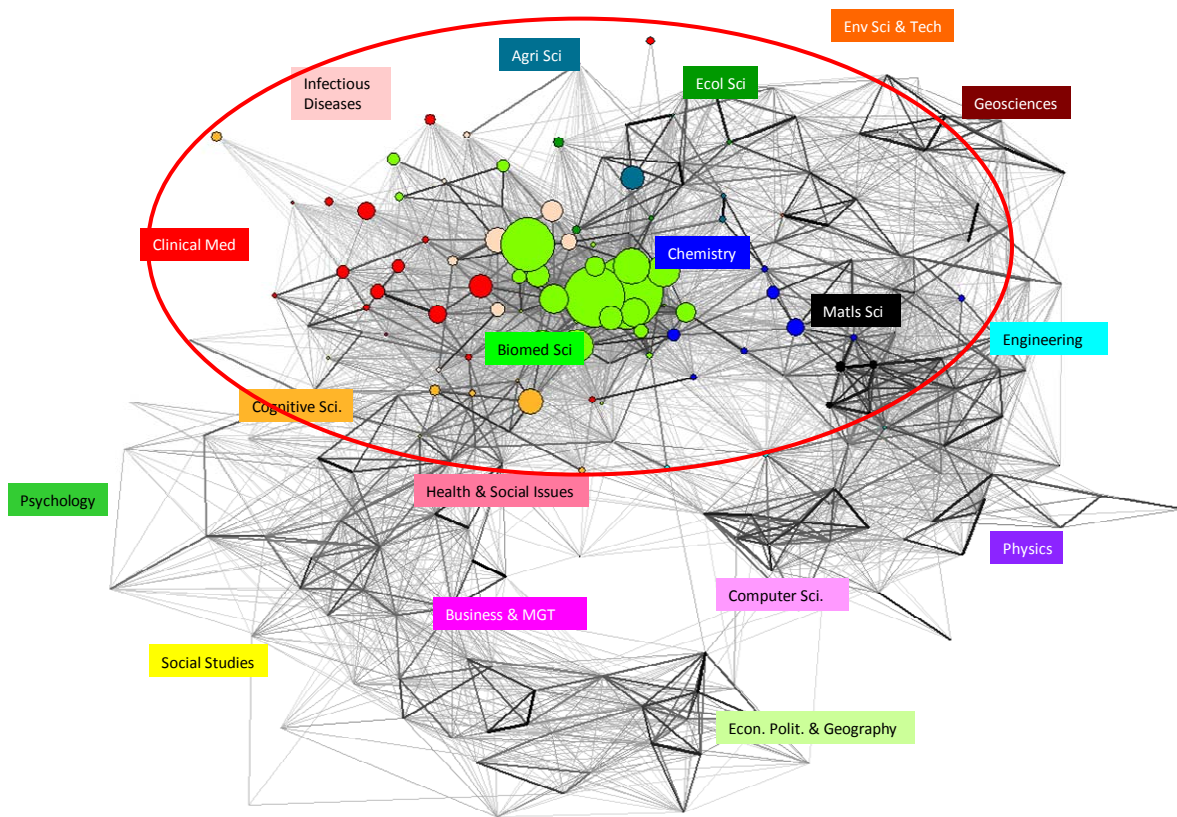 Env Sci & Tech
Agri Sci
Infectious
Diseases
Ecol Sci
Geosciences
Clinical Med
Chemistry
Matls Sci
Engineering
Biomed Sci
Cognitive Sci.
Health & Social Issues
Psychology
Physics
Computer Sci.
Business & MGT
Social Studies
Econ. Polit. & Geography